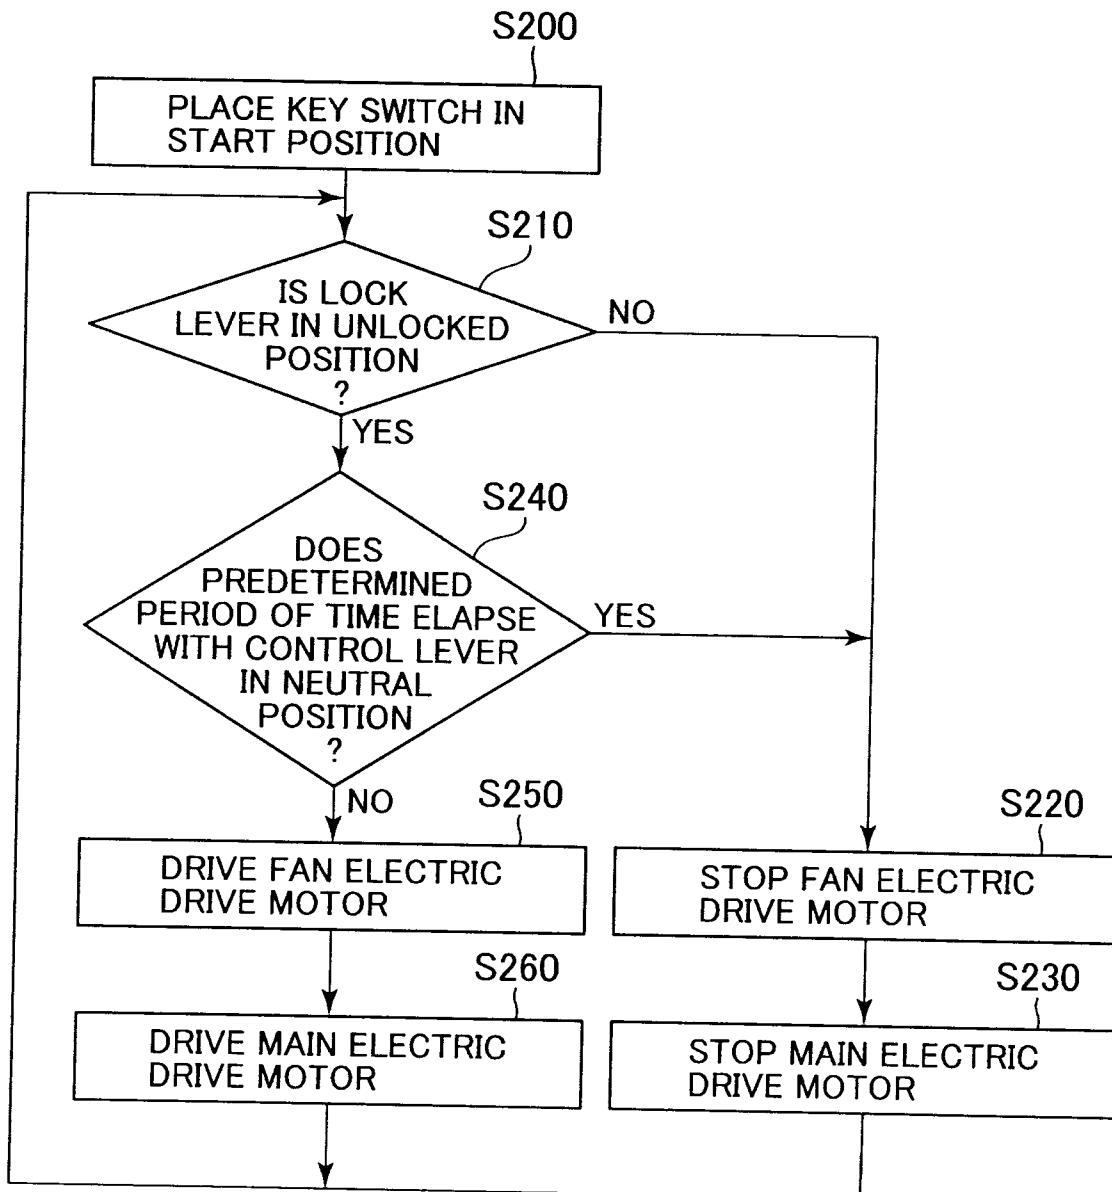 S200
PLACE KEY SWITCH IN
START POSITION
S210
IS LOCK
LEVER IN UNLOCKED
POSITION
?
NO
YES
S240
DOES
PREDETERMINED
PERIOD OF TIME ELAPSE
WITH CONTROL LEVER
IN NEUTRAL
POSITION
?
YES
NO
S250
DRIVE FAN ELECTRIC
DRIVE MOTOR
S220
STOP FAN ELECTRIC
DRIVE MOTOR
S260
DRIVE MAIN ELECTRIC
DRIVE MOTOR
S230
STOP MAIN ELECTRIC
DRIVE MOTOR